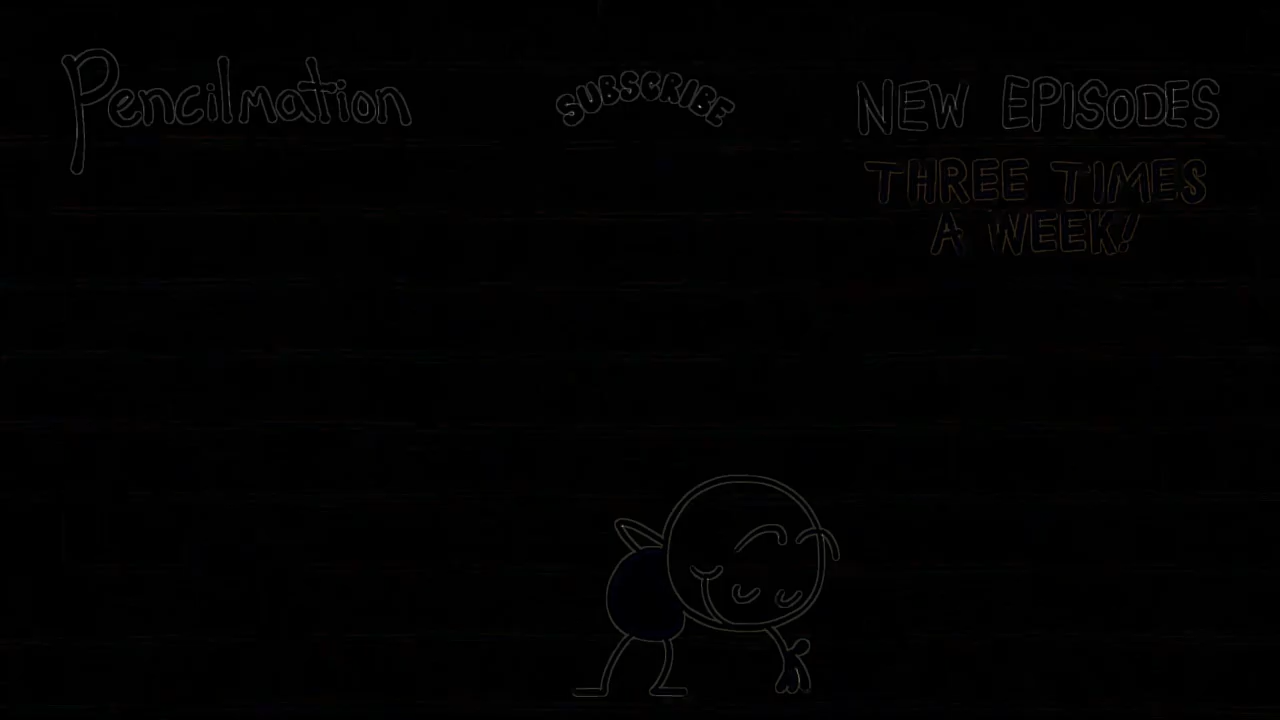 Pencilmation
SUBSCRIBE
NEW EPISODES
THREE TIMES
A WEEK!